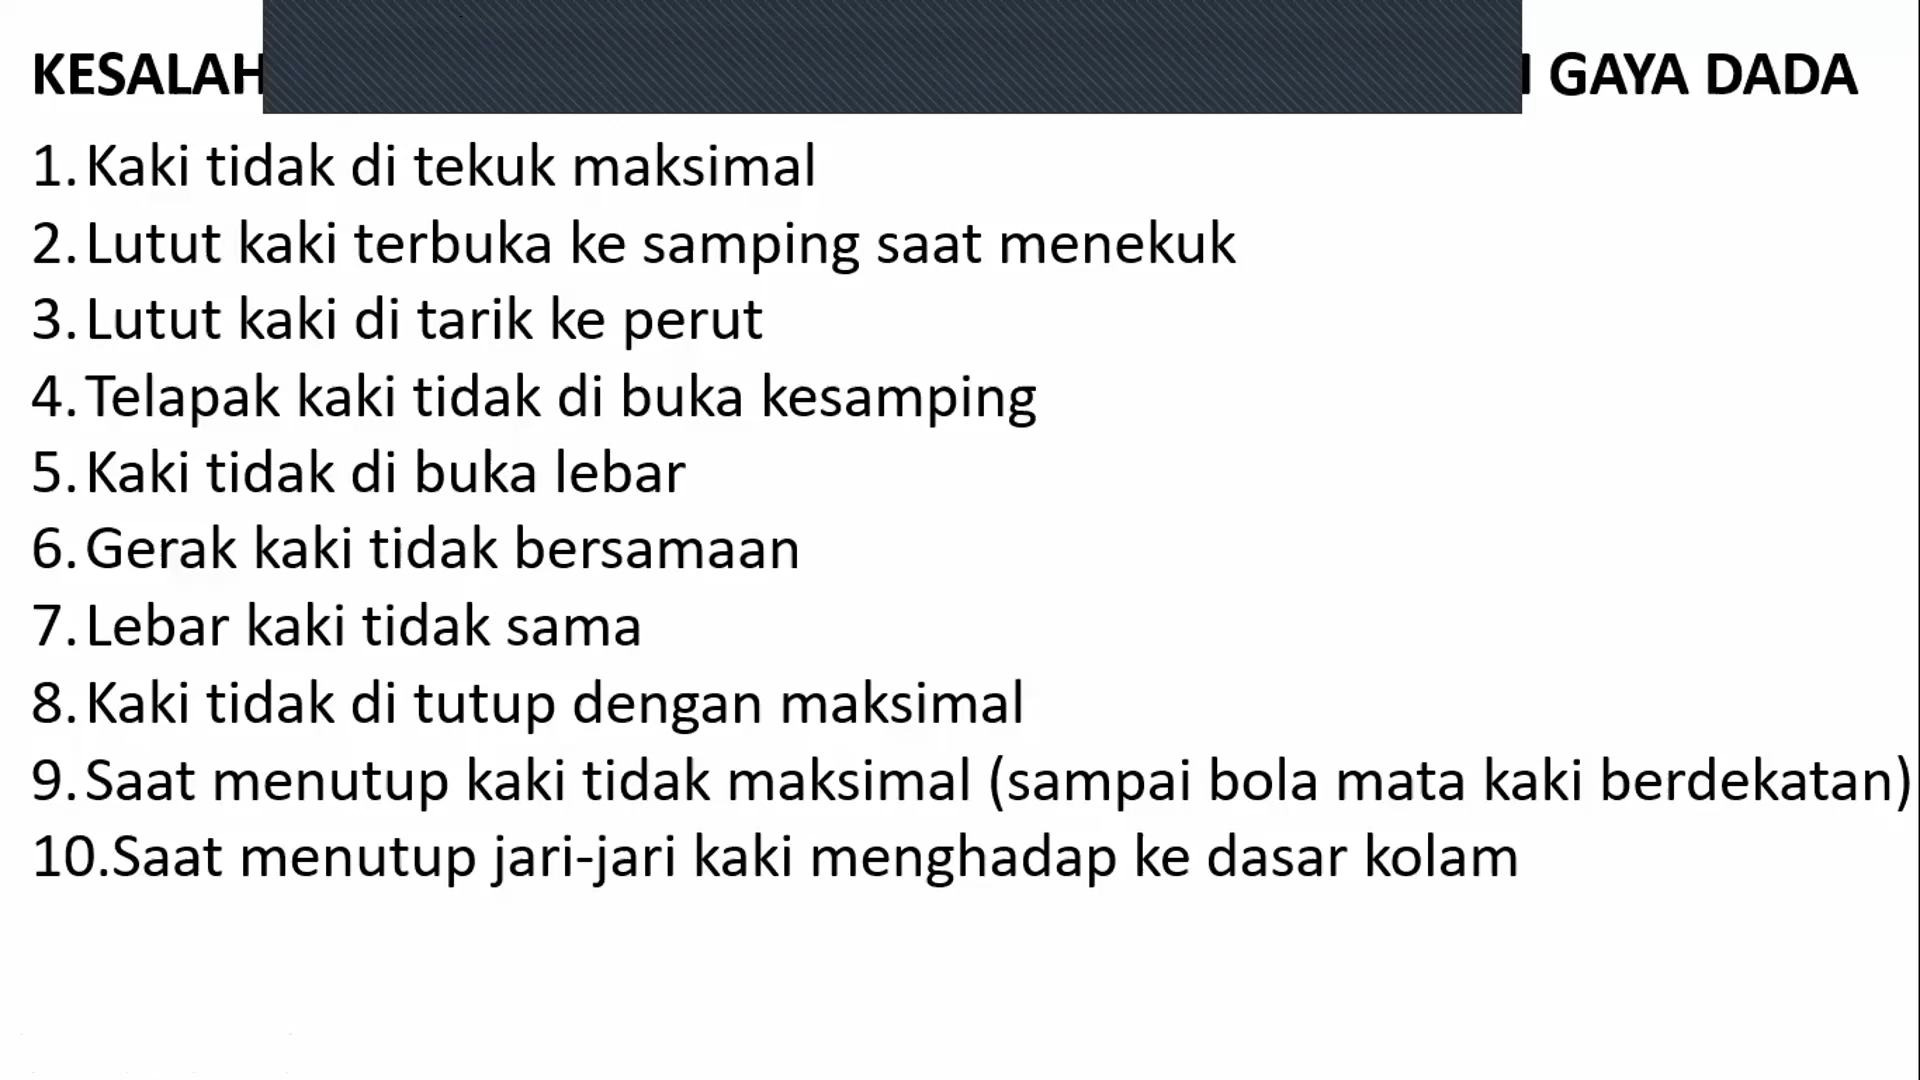 GAYA DADA
1. Kaki tidak di tekuk maksimal
2. Lutut kaki terbuka ke samping saat menekuk
3. Lutut kaki di tarik ke perut
4. Telapak kaki tidak di buka kesamping
5. Kaki tidak di buka lebar
6. Gerak kaki tidak bersamaan
7. Lebar kaki tidak sama
8. Kaki tidak di tutup dengan maksimal
9. Saat menutup kaki tidak maksimal (sampai bola mata kaki berdekatan)
10.Saat menutup jari-jari kaki menghadap ke dasar kolam